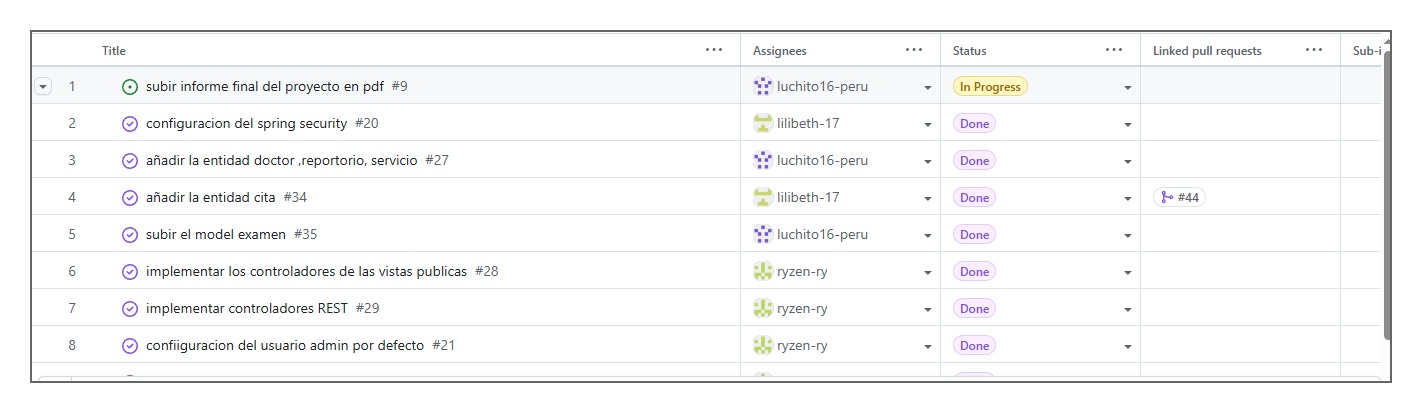 Title Assignees Status Linked pull requests Sub-i
1 subir informe final del proyecto en pdf #9 luchito16-peru In Progress
2 configuracion del spring security #20 lilibeth-17 Done
3 añadir la entidad doctor ,reportorio, servicio #27 luchito16-peru Done
4 añadir la entidad cita #34 lilibeth-17 Done #44
5 subir el model examen #35 luchito16-peru Done
6 implementar los controladores de las vistas publicas #28 ryzen-ry Done
7 implementar controladores REST #29 ryzen-ry Done
8 confiiguracion del usuario admin por defecto #21 ryzen-ry Done